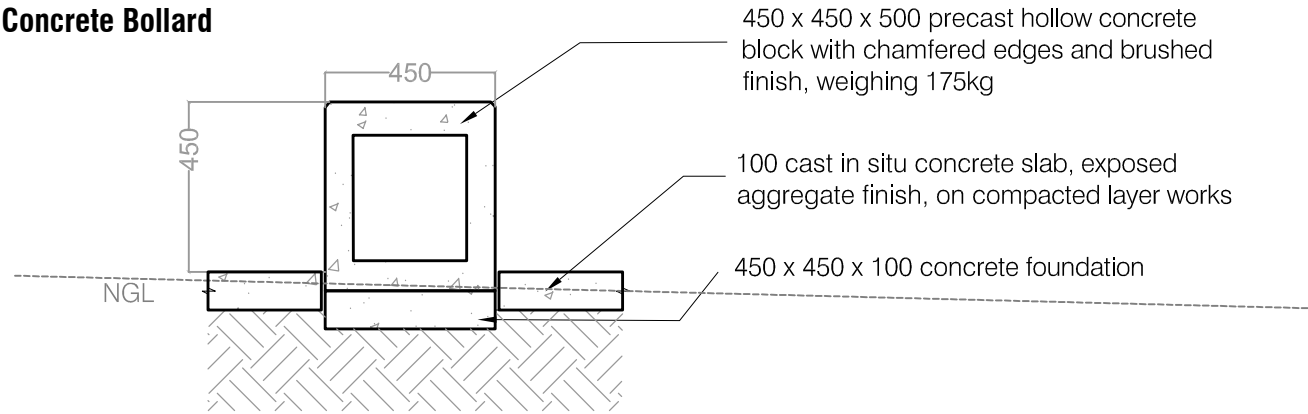 Concrete Bollard
450 x 450 x 500 precast hollow concrete
block with chamfered edges and brushed
finish, weighing 175kg
450
450
100 cast in situ concrete slab, exposed
aggregate finish, on compacted layer works
450 x 450 x 100 concrete foundation
NGL